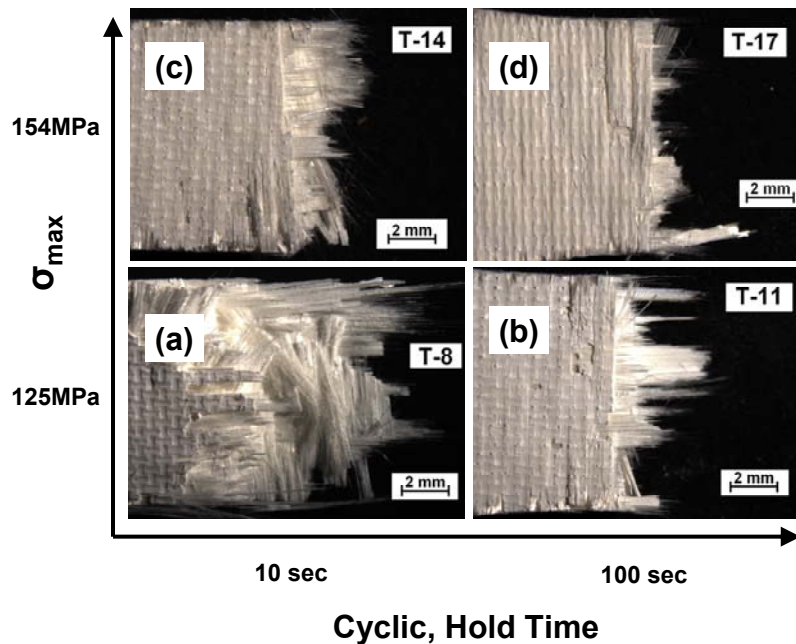 (c)
T-14
2 mm
(d)
T-17
2 mm
154MPa
σmax
(a)
T-8
2 mm
(b)
T-11
2 mm
125MPa
10 sec
100 sec
Cyclic, Hold Time